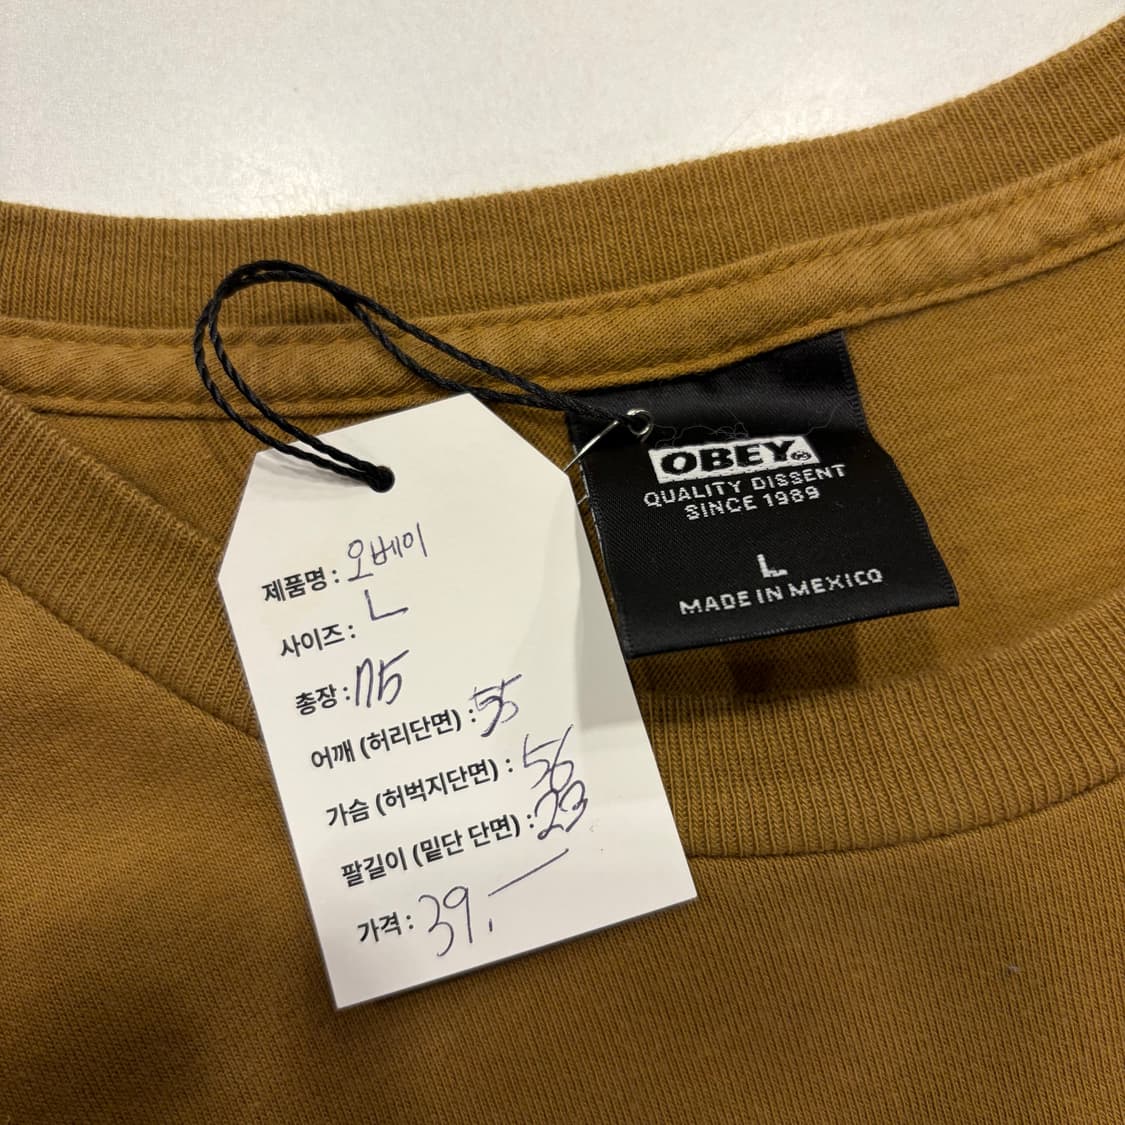 제품명 : 오베이
사이즈 : L
총장 : 75
어깨 (허리단면) : 55
가슴 (허벅지단면) : 56
팔길이 (밑단 단면) : 23
가격 : 39.—
OBEY
QUALITY DISSENT
SINCE 1989
L
MADE IN MEXICO